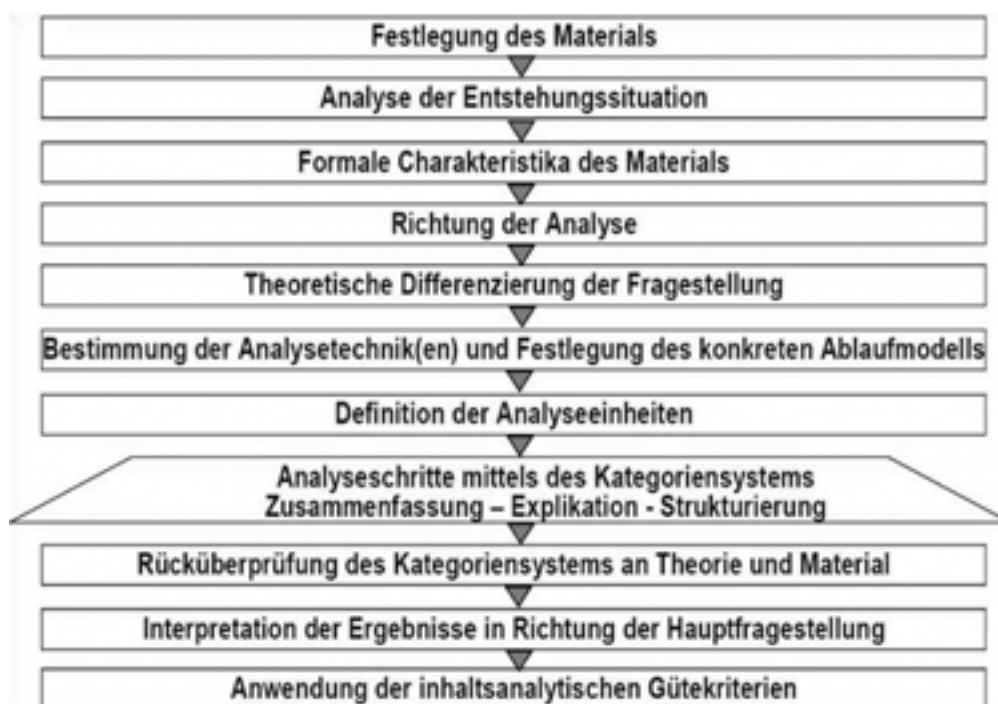 Festlegung des Materials
Analyse der Entstehungssituation
Formale Charakteristika des Materials
Richtung der Analyse
Theoretische Differenzierung der Fragestellung
Bestimmung der Analysetechnik(en) und Festlegung des konkreten Ablaufmodells
Definition der Analyseeinheiten
Analyseschritte mittels des Kategoriensystems
Zusammenfassung – Explikation - Strukturierung
Rücküberprüfung des Kategoriensystems an Theorie und Material
Interpretation der Ergebnisse in Richtung der Hauptfragestellung
Anwendung der inhaltsanalytischen Gütekriterien